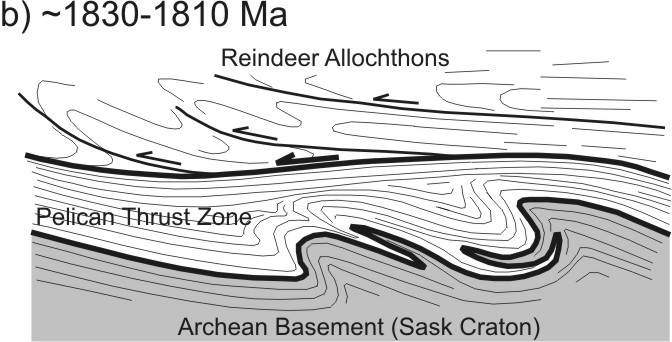 b) ~1830-1810 Ma
Reindeer Allochthons
Pelican Thrust Zone
Archean Basement (Sask Craton)